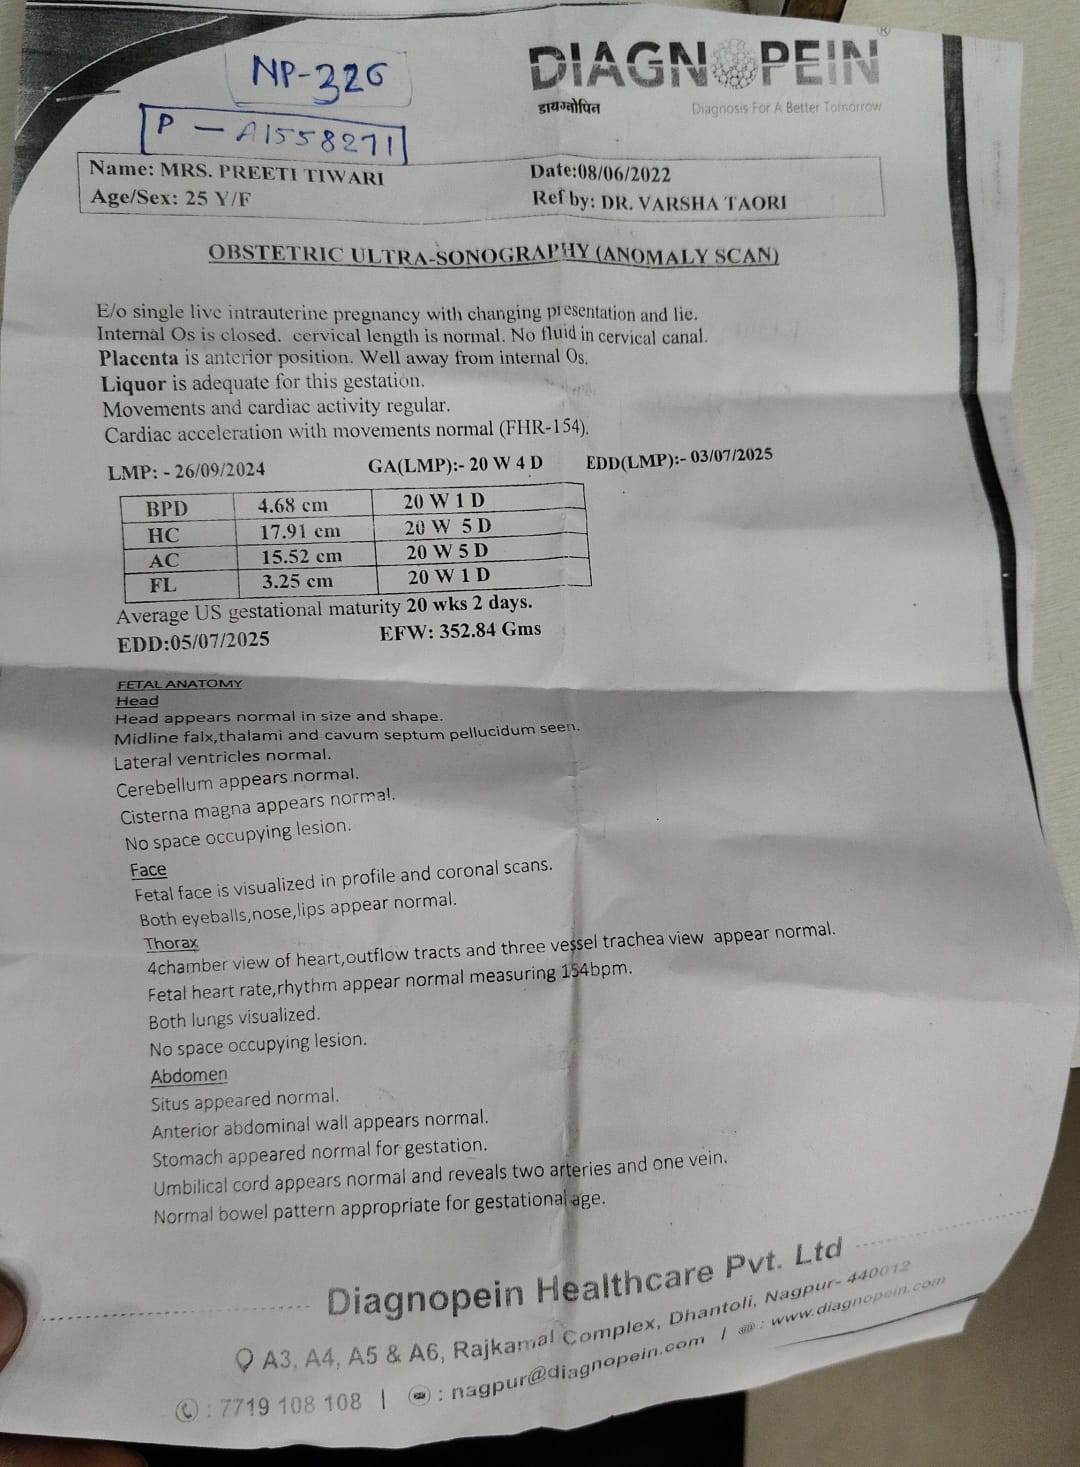 NP-326
P - A1558271
DIAGNOPEIN
डायग्नोपिन
Diagnosis For A Better Tomorrow
Name: MRS. PREETI TIWARI
Date:08/06/2022
Age/Sex: 25 Y/F
Ref by: DR. VARSHA TAORI
OBSTETRIC ULTRA-SONOGRAPHY (ANOMALY SCAN)
E/o single live intrauterine pregnancy with changing presentation and lie.
Internal Os is closed. cervical length is normal. No fluid in cervical canal.
Placenta is anterior position. Well away from internal Os.
Liquor is adequate for this gestation.
Movements and cardiac activity regular.
Cardiac acceleration with movements normal (FHR-154).
LMP: - 26/09/2024 GA(LMP):- 20 W 4 D EDD(LMP):- 03/07/2025
BPD 4.68 cm 20 W 1 D
HC 17.91 cm 20 W 5 D
AC 15.52 cm 20 W 5 D
FL 3.25 cm 20 W 1 D
Average US gestational maturity 20 wks 2 days.
EDD:05/07/2025 EFW: 352.84 Gms
FETAL ANATOMY
Head
Head appears normal in size and shape.
Midline falx,thalami and cavum septum pellucidum seen.
Lateral ventricles normal.
Cerebellum appears normal.
Cisterna magna appears normal.
No space occupying lesion.
Face
Fetal face is visualized in profile and coronal scans.
Both eyeballs,nose,lips appear normal.
Thorax
4chamber view of heart,outflow tracts and three vessel trachea view appear normal.
Fetal heart rate,rhythm appear normal measuring 154bpm.
Both lungs visualized.
No space occupying lesion.
Abdomen
Situs appeared normal.
Anterior abdominal wall appears normal.
Stomach appeared normal for gestation.
Umbilical cord appears normal and reveals two arteries and one vein.
Normal bowel pattern appropriate for gestational age.
Diagnopein Healthcare Pvt. Ltd
A3, A4, A5 & A6, Rajkamal Complex, Dhantoli, Nagpur- 440012
: 7719 108 108 | : nagpur@diagnopein.com | : www.diagnopein.com